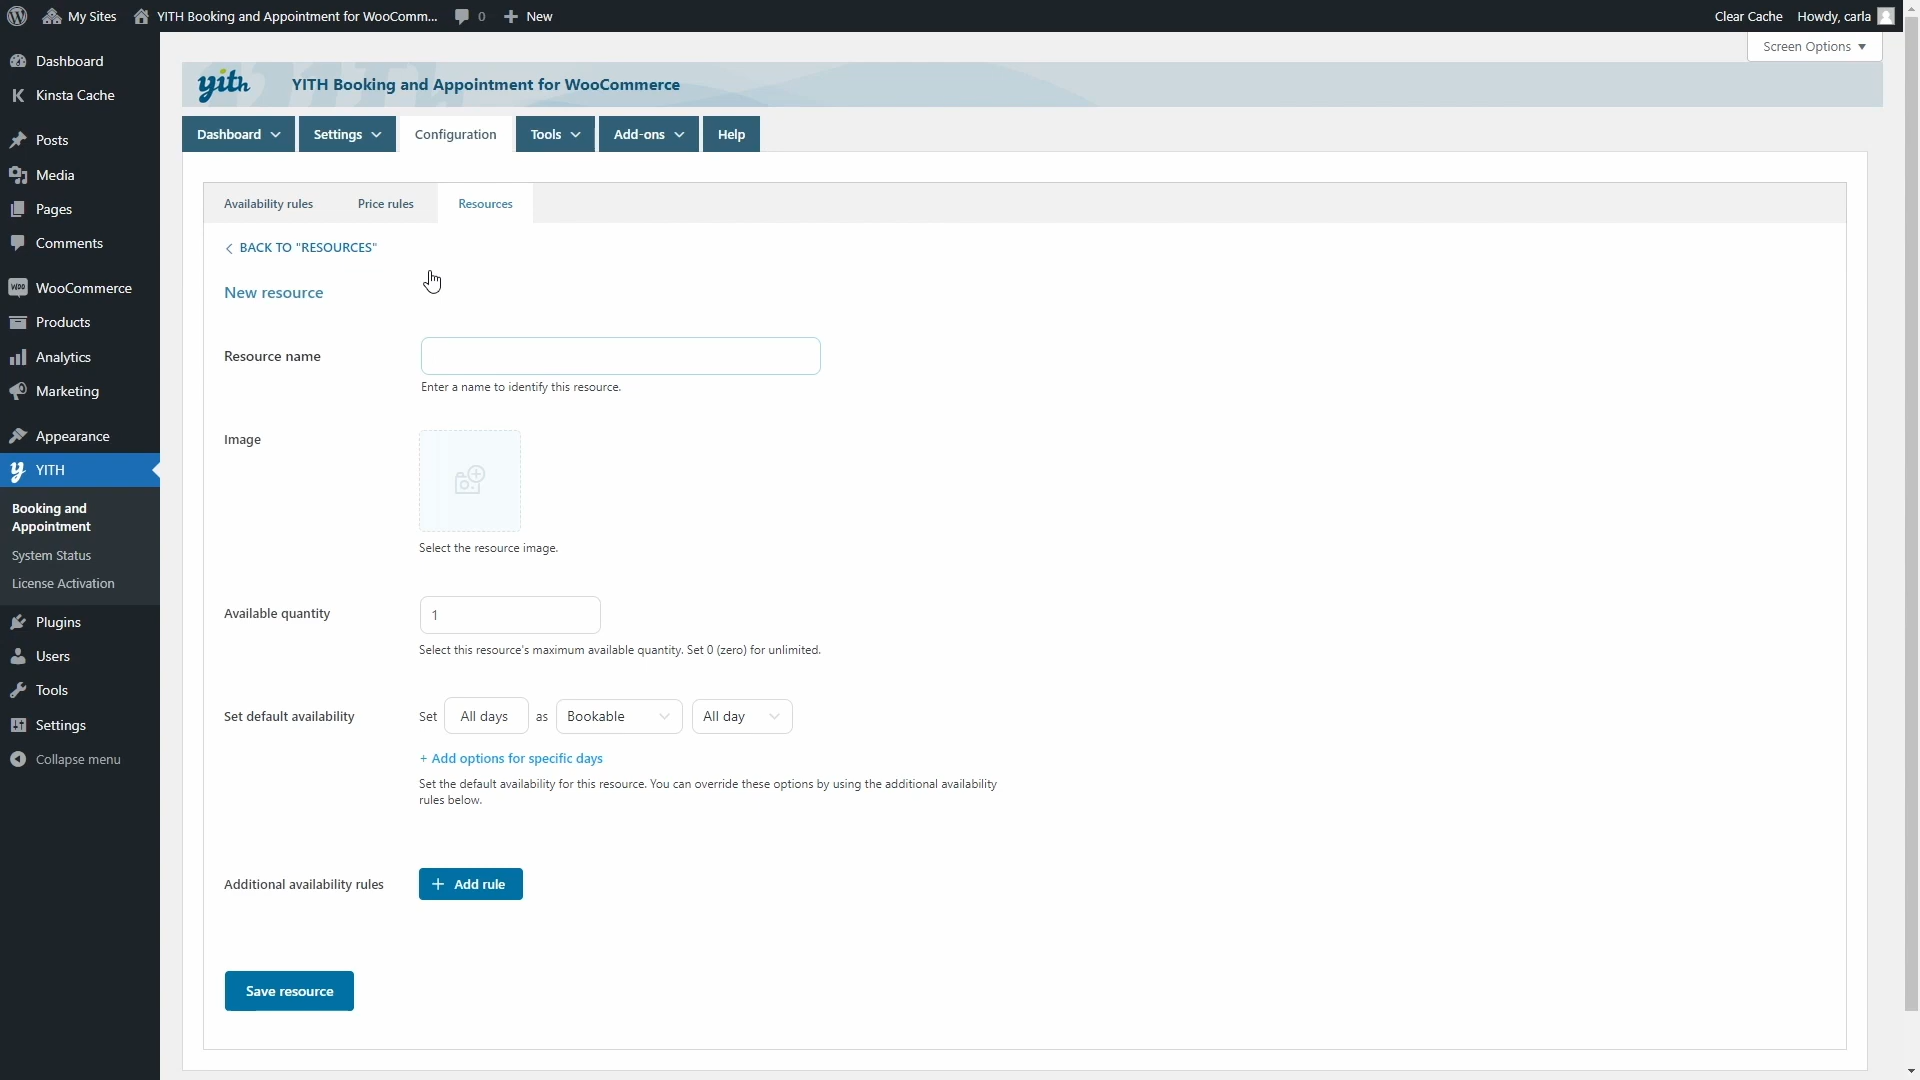 My Sites
YITH Booking and Appointment for WooComm...
0
New
Clear Cache
Howdy, carla
Screen Options
Dashboard
Kinsta Cache
Posts
Media
Pages
Comments
WooCommerce
Products
Analytics
Marketing
Appearance
YITH
Booking and
Appointment
System Status
License Activation
Plugins
Users
Tools
Settings
Collapse menu
yith
YITH Booking and Appointment for WooCommerce
Dashboard
Settings
Configuration
Tools
Add-ons
Help
Availability rules
Price rules
Resources
BACK TO "RESOURCES"
New resource
Resource name
Enter a name to identify this resource.
Image
Select the resource image.
Available quantity
1
Select this resource's maximum available quantity. Set 0 (zero) for unlimited.
Set default availability
Set All days as Bookable All day
+ Add options for specific days
Set the default availability for this resource. You can override these options by using the additional availability
rules below.
Additional availability rules
+ Add rule
Save resource